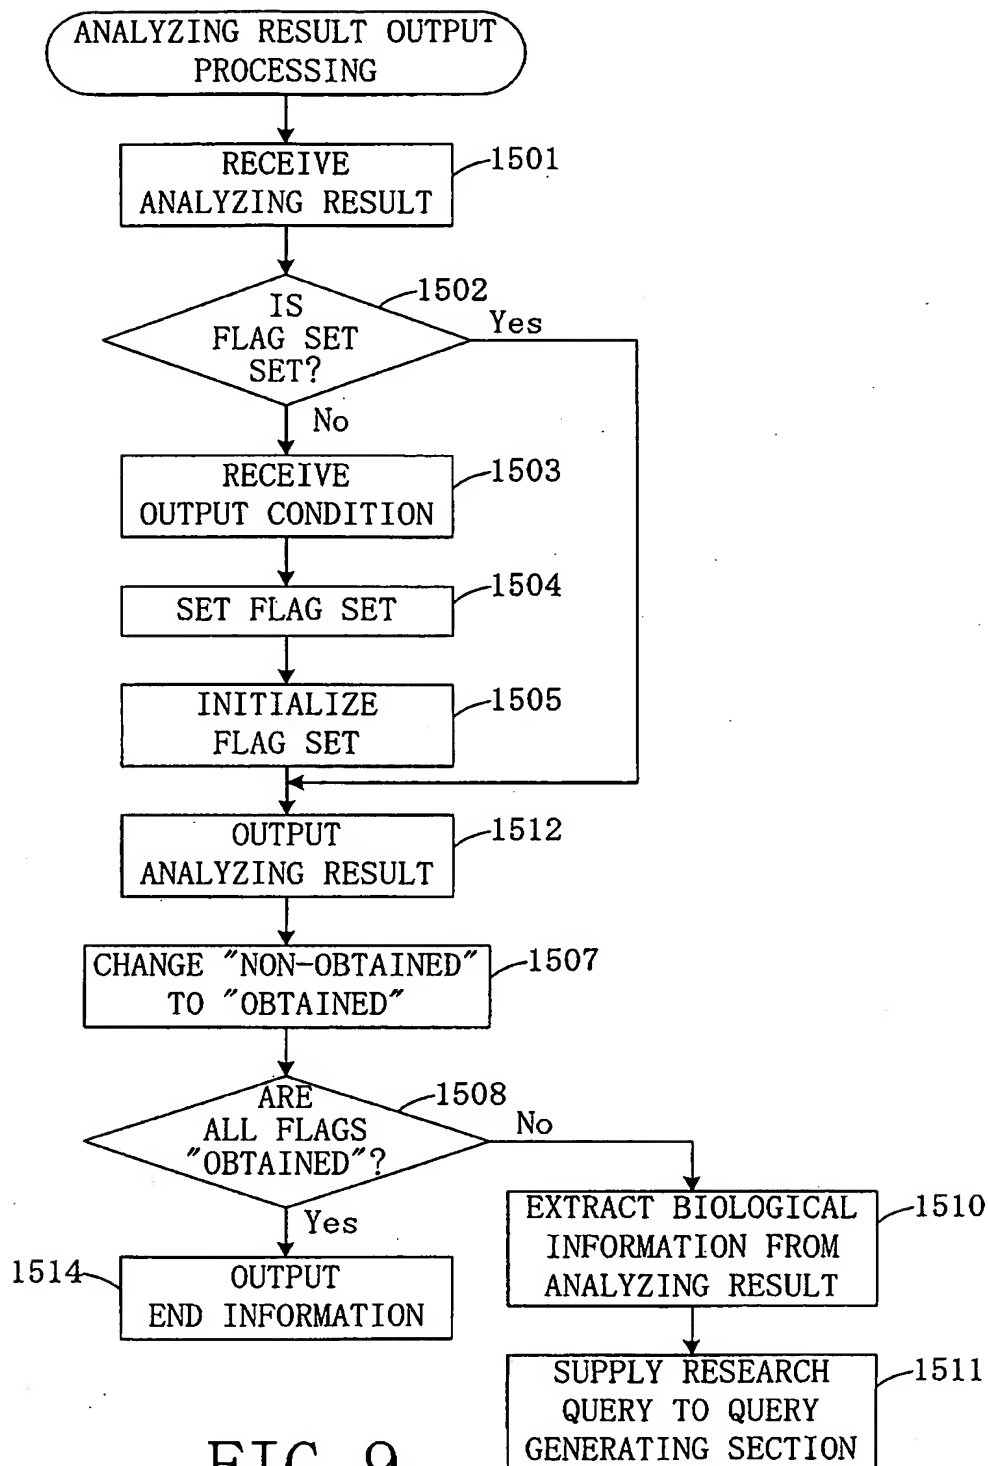 ANALYZING RESULT OUTPUT
PROCESSING
RECEIVE
ANALYZING RESULT
1501
IS
FLAG SET
SET?
1502
Yes
No
RECEIVE
OUTPUT CONDITION
1503
SET FLAG SET
1504
INITIALIZE
FLAG SET
1505
OUTPUT
ANALYZING RESULT
1512
CHANGE "NON-OBTAINED"
TO "OBTAINED"
1507
ARE
ALL FLAGS
"OBTAINED"?
1508
No
Yes
EXTRACT BIOLOGICAL
INFORMATION FROM
ANALYZING RESULT
1510
1514
OUTPUT
END INFORMATION
SUPPLY RESEARCH
QUERY TO QUERY
GENERATING SECTION
1511
FIG. 9